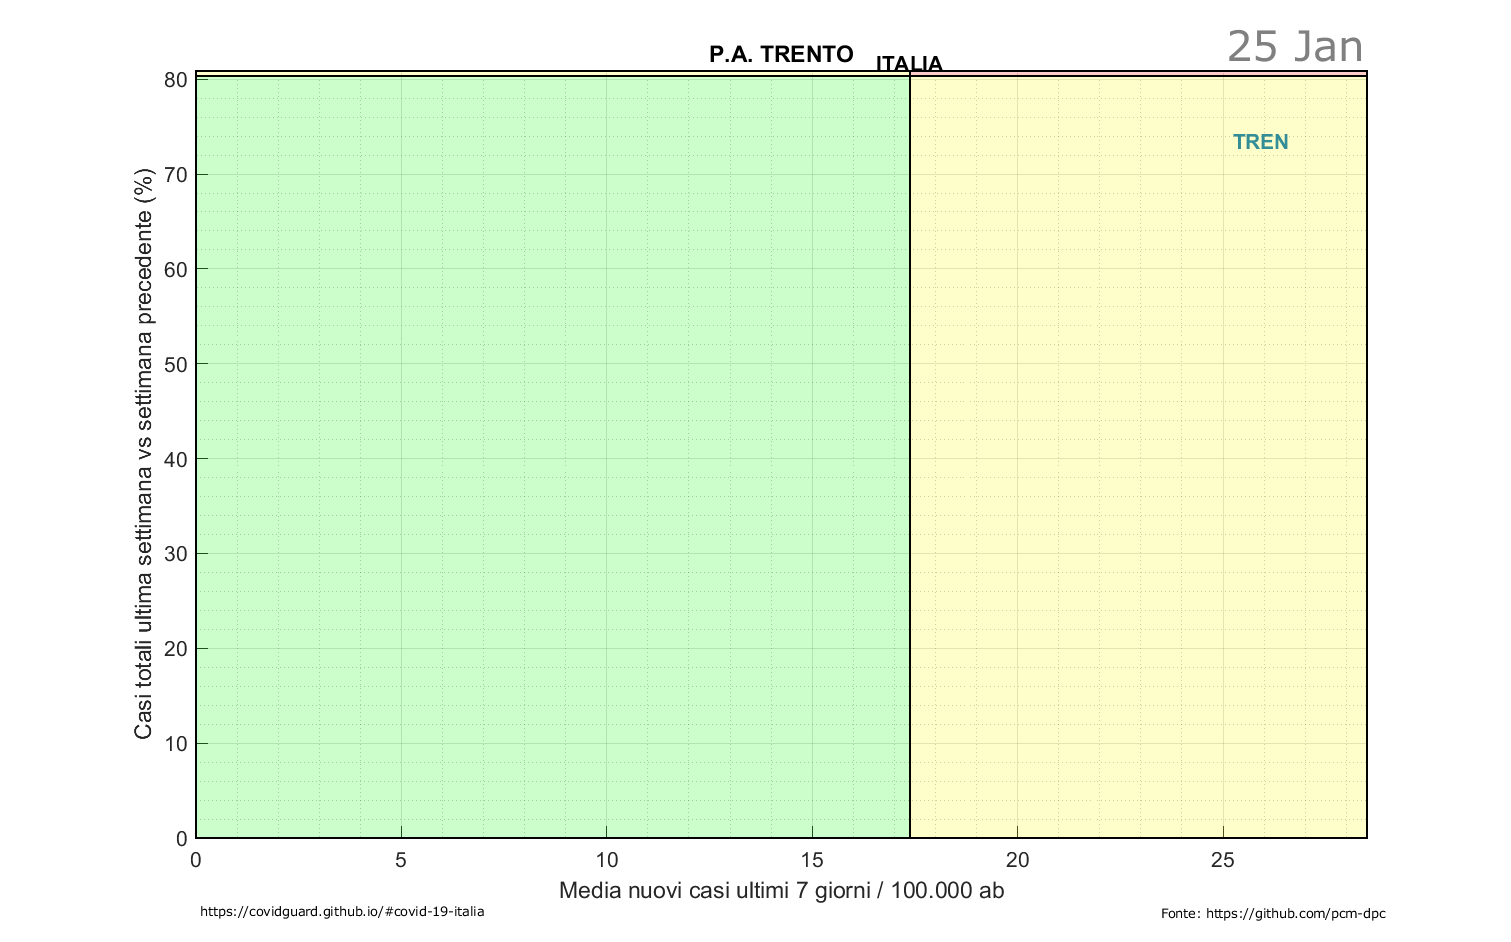 P.A. TRENTO
ITALIA
25 Jan
TREN
Casi totali ultima settimana vs settimana precedente (%)
80
70
60
50
40
30
20
10
0
0 5 10 15 20 25
Media nuovi casi ultimi 7 giorni / 100.000 ab
https://covidguard.github.io/#covid-19-italia
Fonte: https://github.com/pcm-dpc